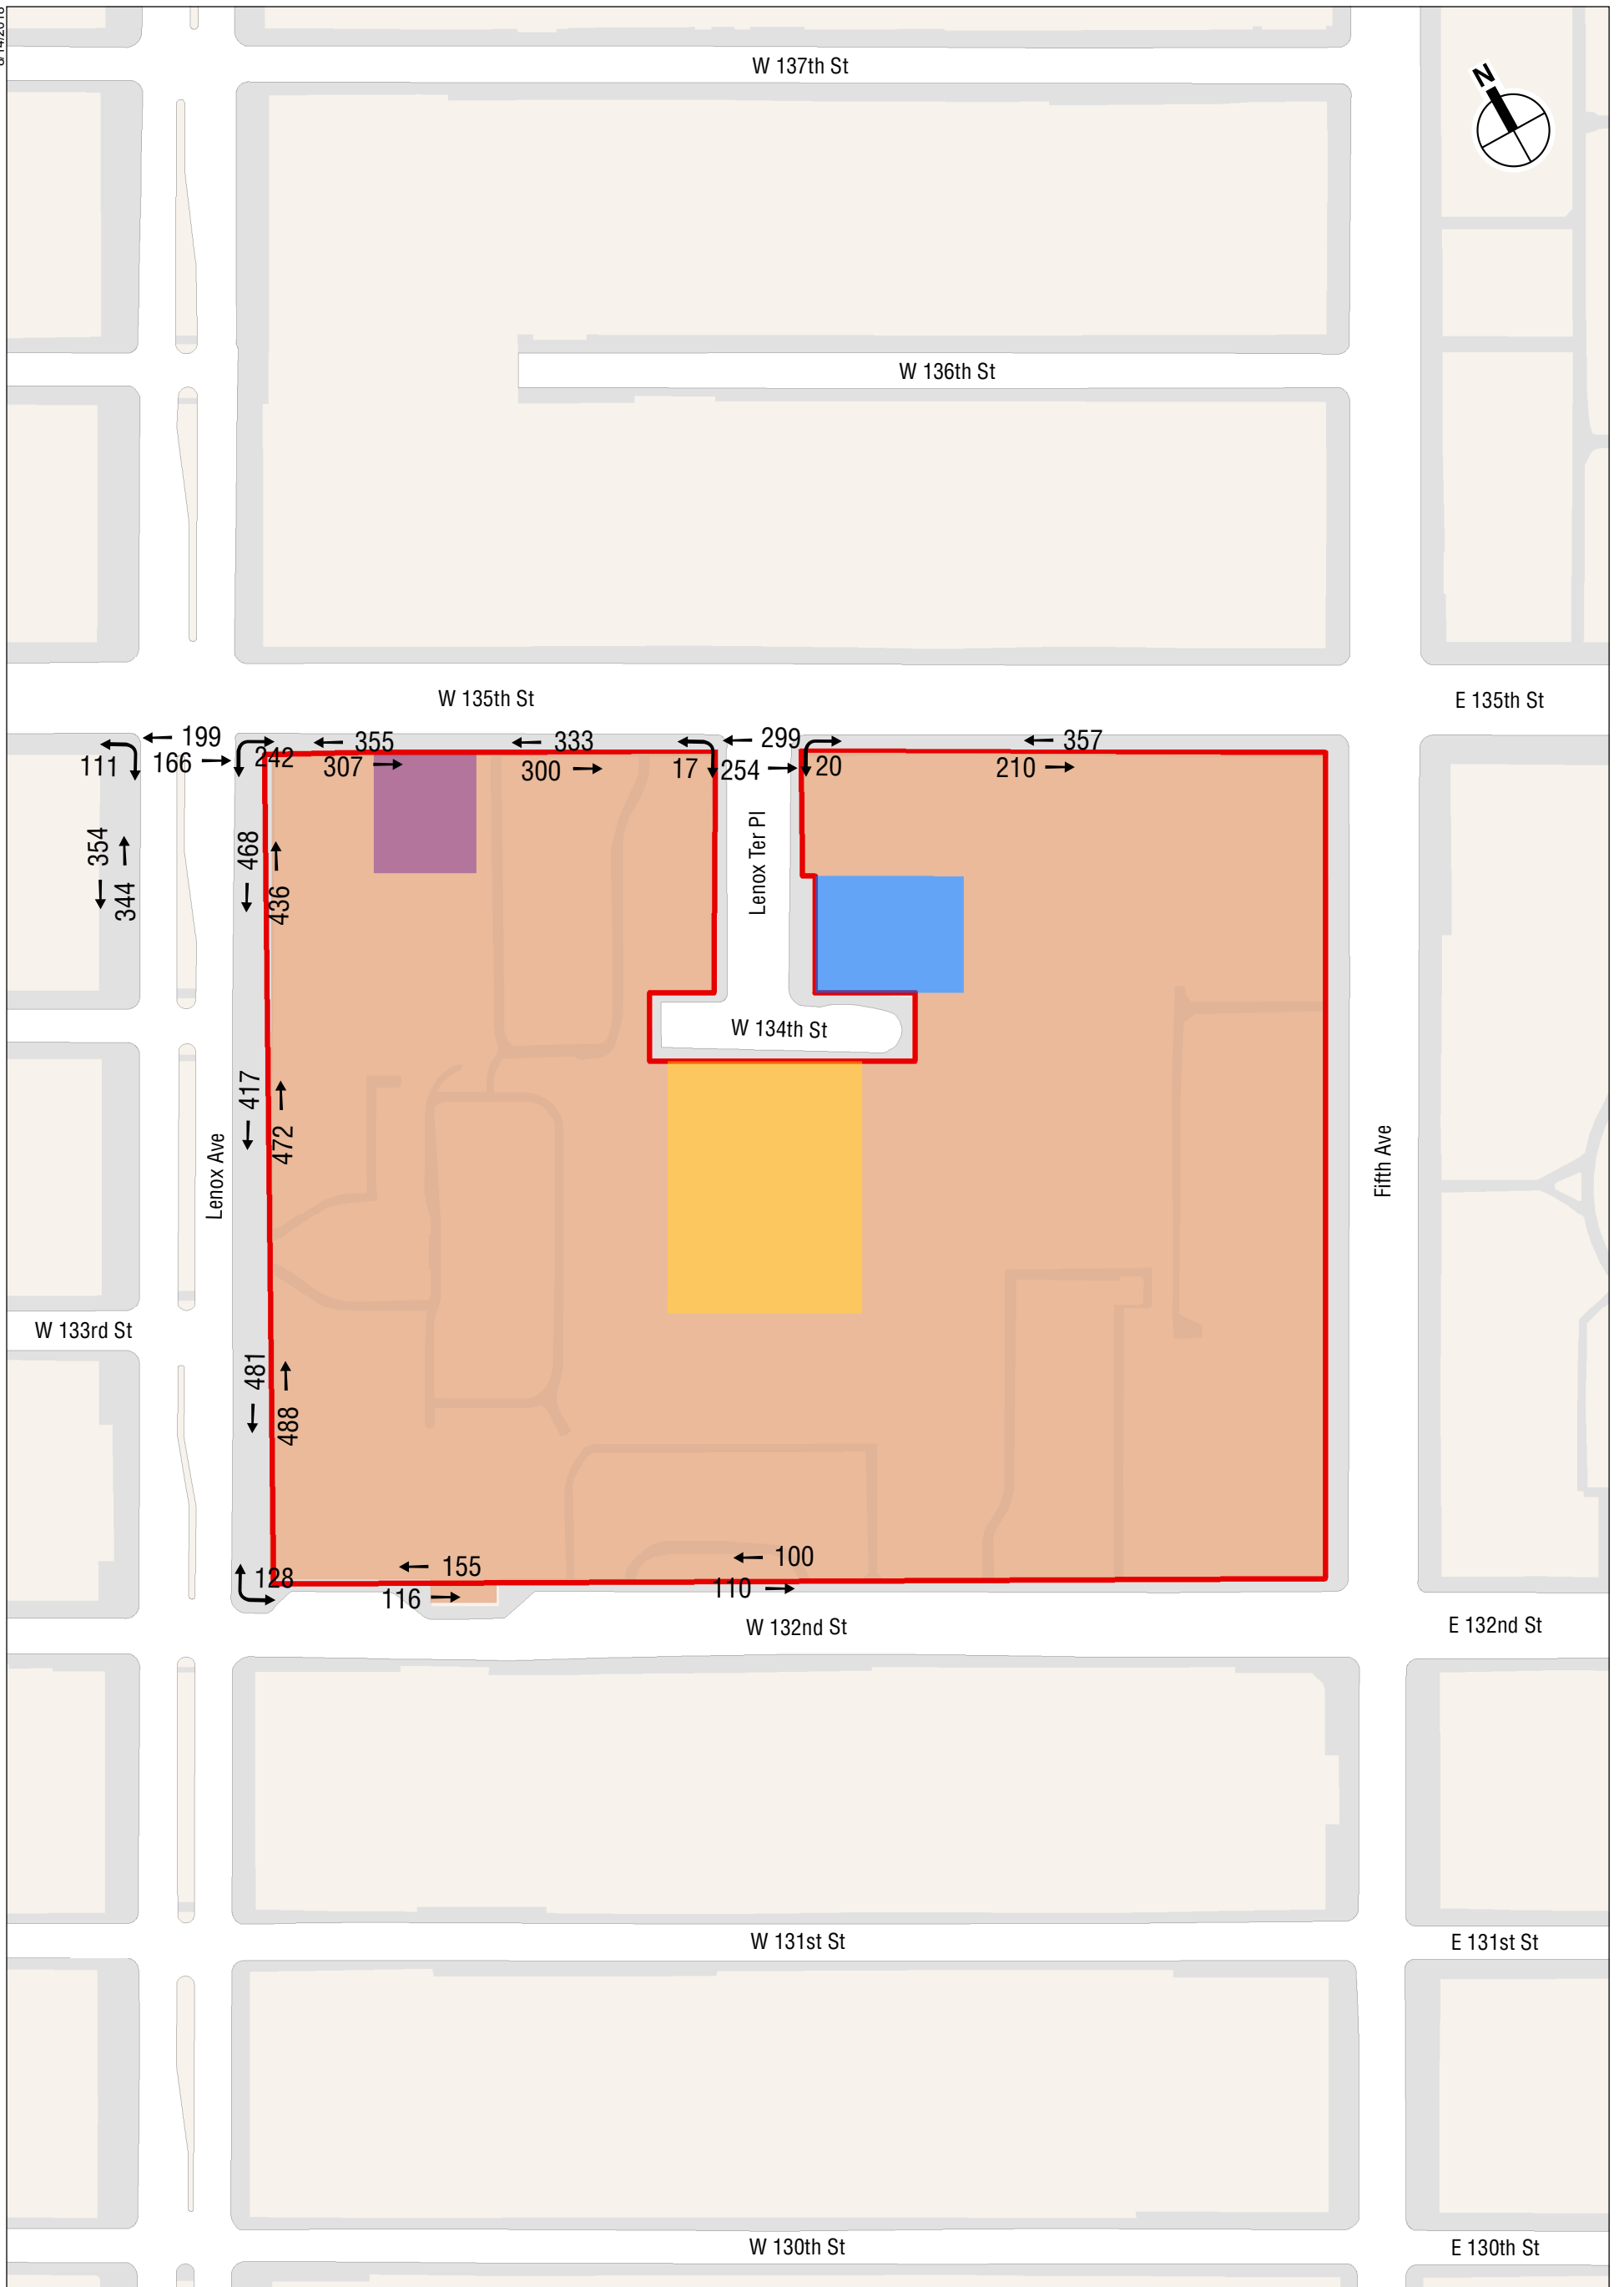 W 137th St
N
W 136th St
W 135th St
E 135th St
199
111
166
242
355
307
333
300
17
299
254
20
357
210
354
344
468
436
Lenox Ter Pl
W 134th St
417
472
Lenox Ave
Fifth Ave
W 133rd St
481
488
128
155
116
100
110
W 132nd St
E 132nd St
W 131st St
E 131st St
W 130th St
E 130th St